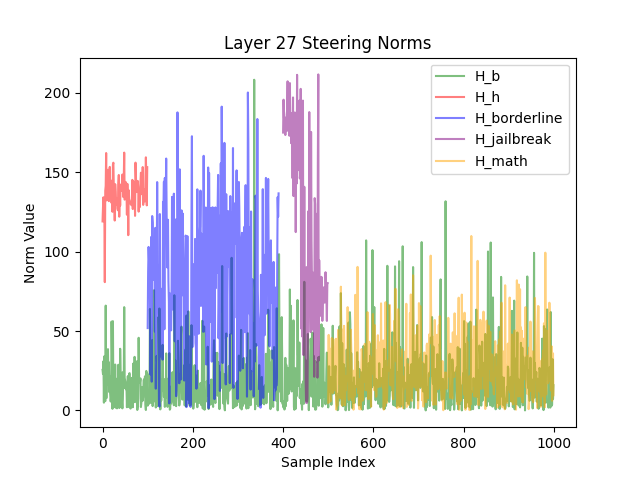 Layer 27 Steering Norms
H_b
H_h
H_borderline
H_jailbreak
H_math
200
150
100
50
0
Norm Value
0 200 400 600 800 1000
Sample Index